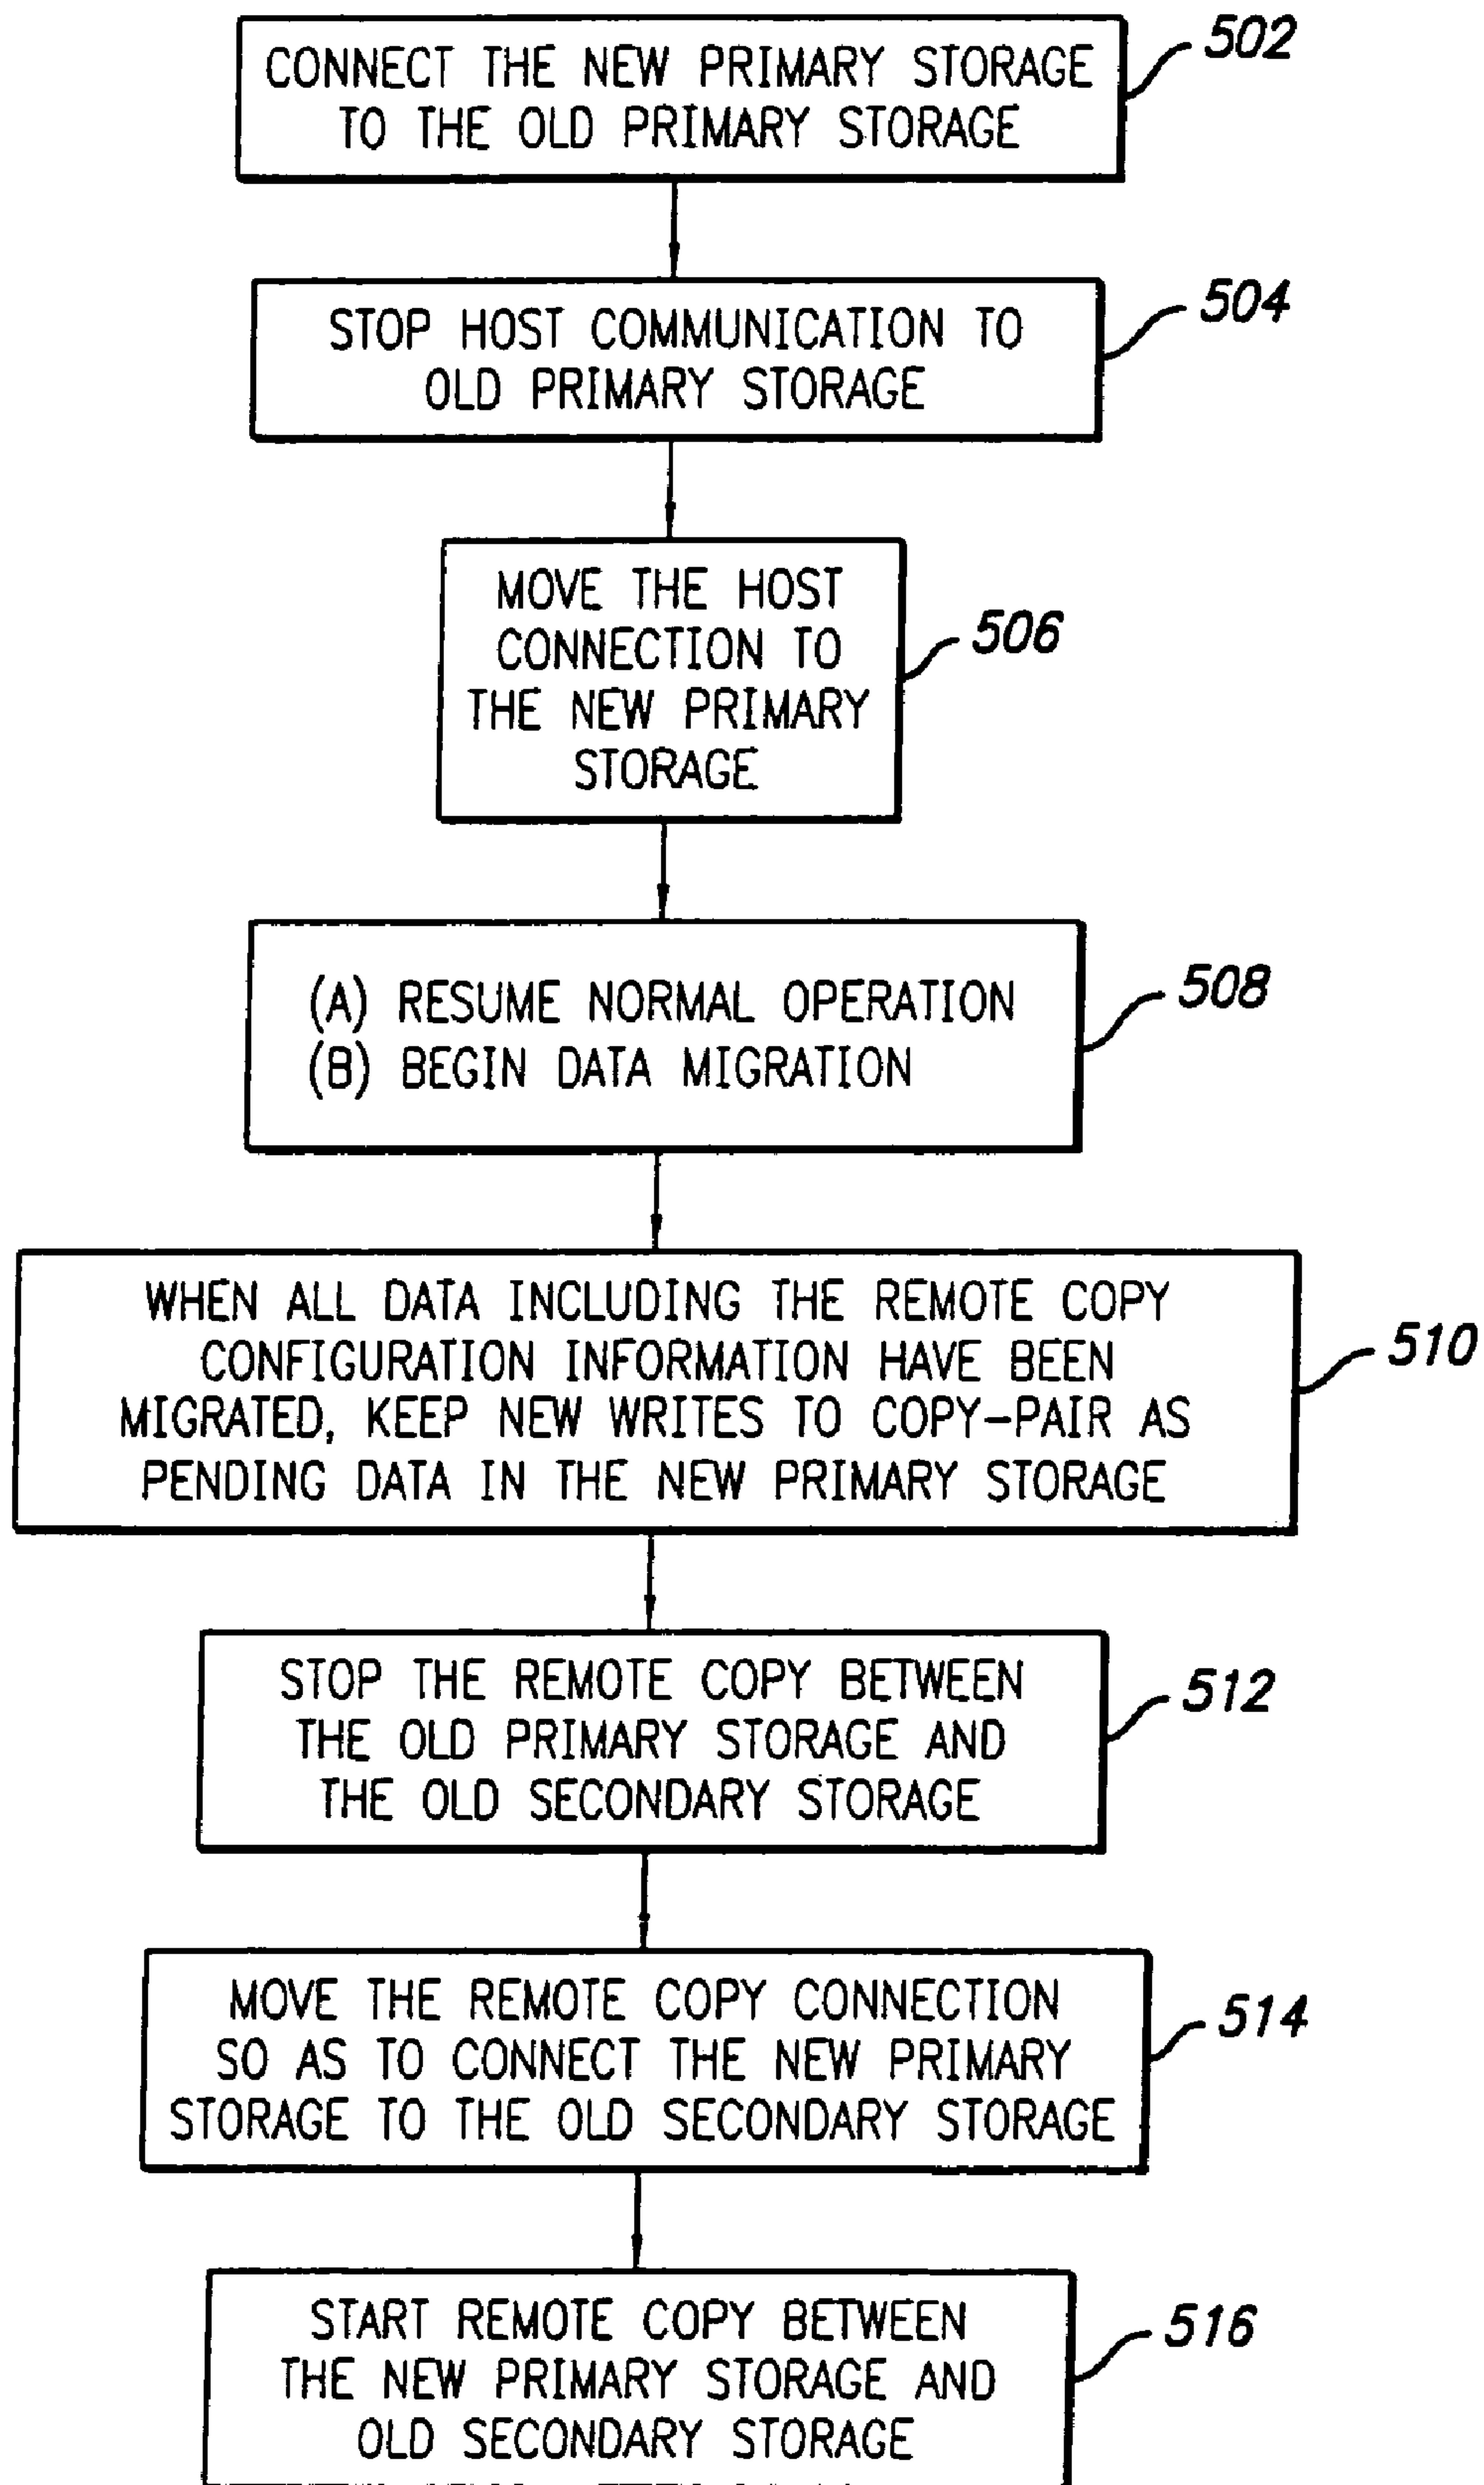 CONNECT THE NEW PRIMARY STORAGE
TO THE OLD PRIMARY STORAGE
502
STOP HOST COMMUNICATION TO
OLD PRIMARY STORAGE
504
MOVE THE HOST
CONNECTION TO
THE NEW PRIMARY
STORAGE
506
(A) RESUME NORMAL OPERATION
(B) BEGIN DATA MIGRATION
508
WHEN ALL DATA INCLUDING THE REMOTE COPY
CONFIGURATION INFORMATION HAVE BEEN
MIGRATED, KEEP NEW WRITES TO COPY-PAIR AS
PENDING DATA IN THE NEW PRIMARY STORAGE
510
STOP THE REMOTE COPY BETWEEN
THE OLD PRIMARY STORAGE AND
THE OLD SECONDARY STORAGE
512
MOVE THE REMOTE COPY CONNECTION
SO AS TO CONNECT THE NEW PRIMARY
STORAGE TO THE OLD SECONDARY STORAGE
514
START REMOTE COPY BETWEEN
THE NEW PRIMARY STORAGE AND
OLD SECONDARY STORAGE
516